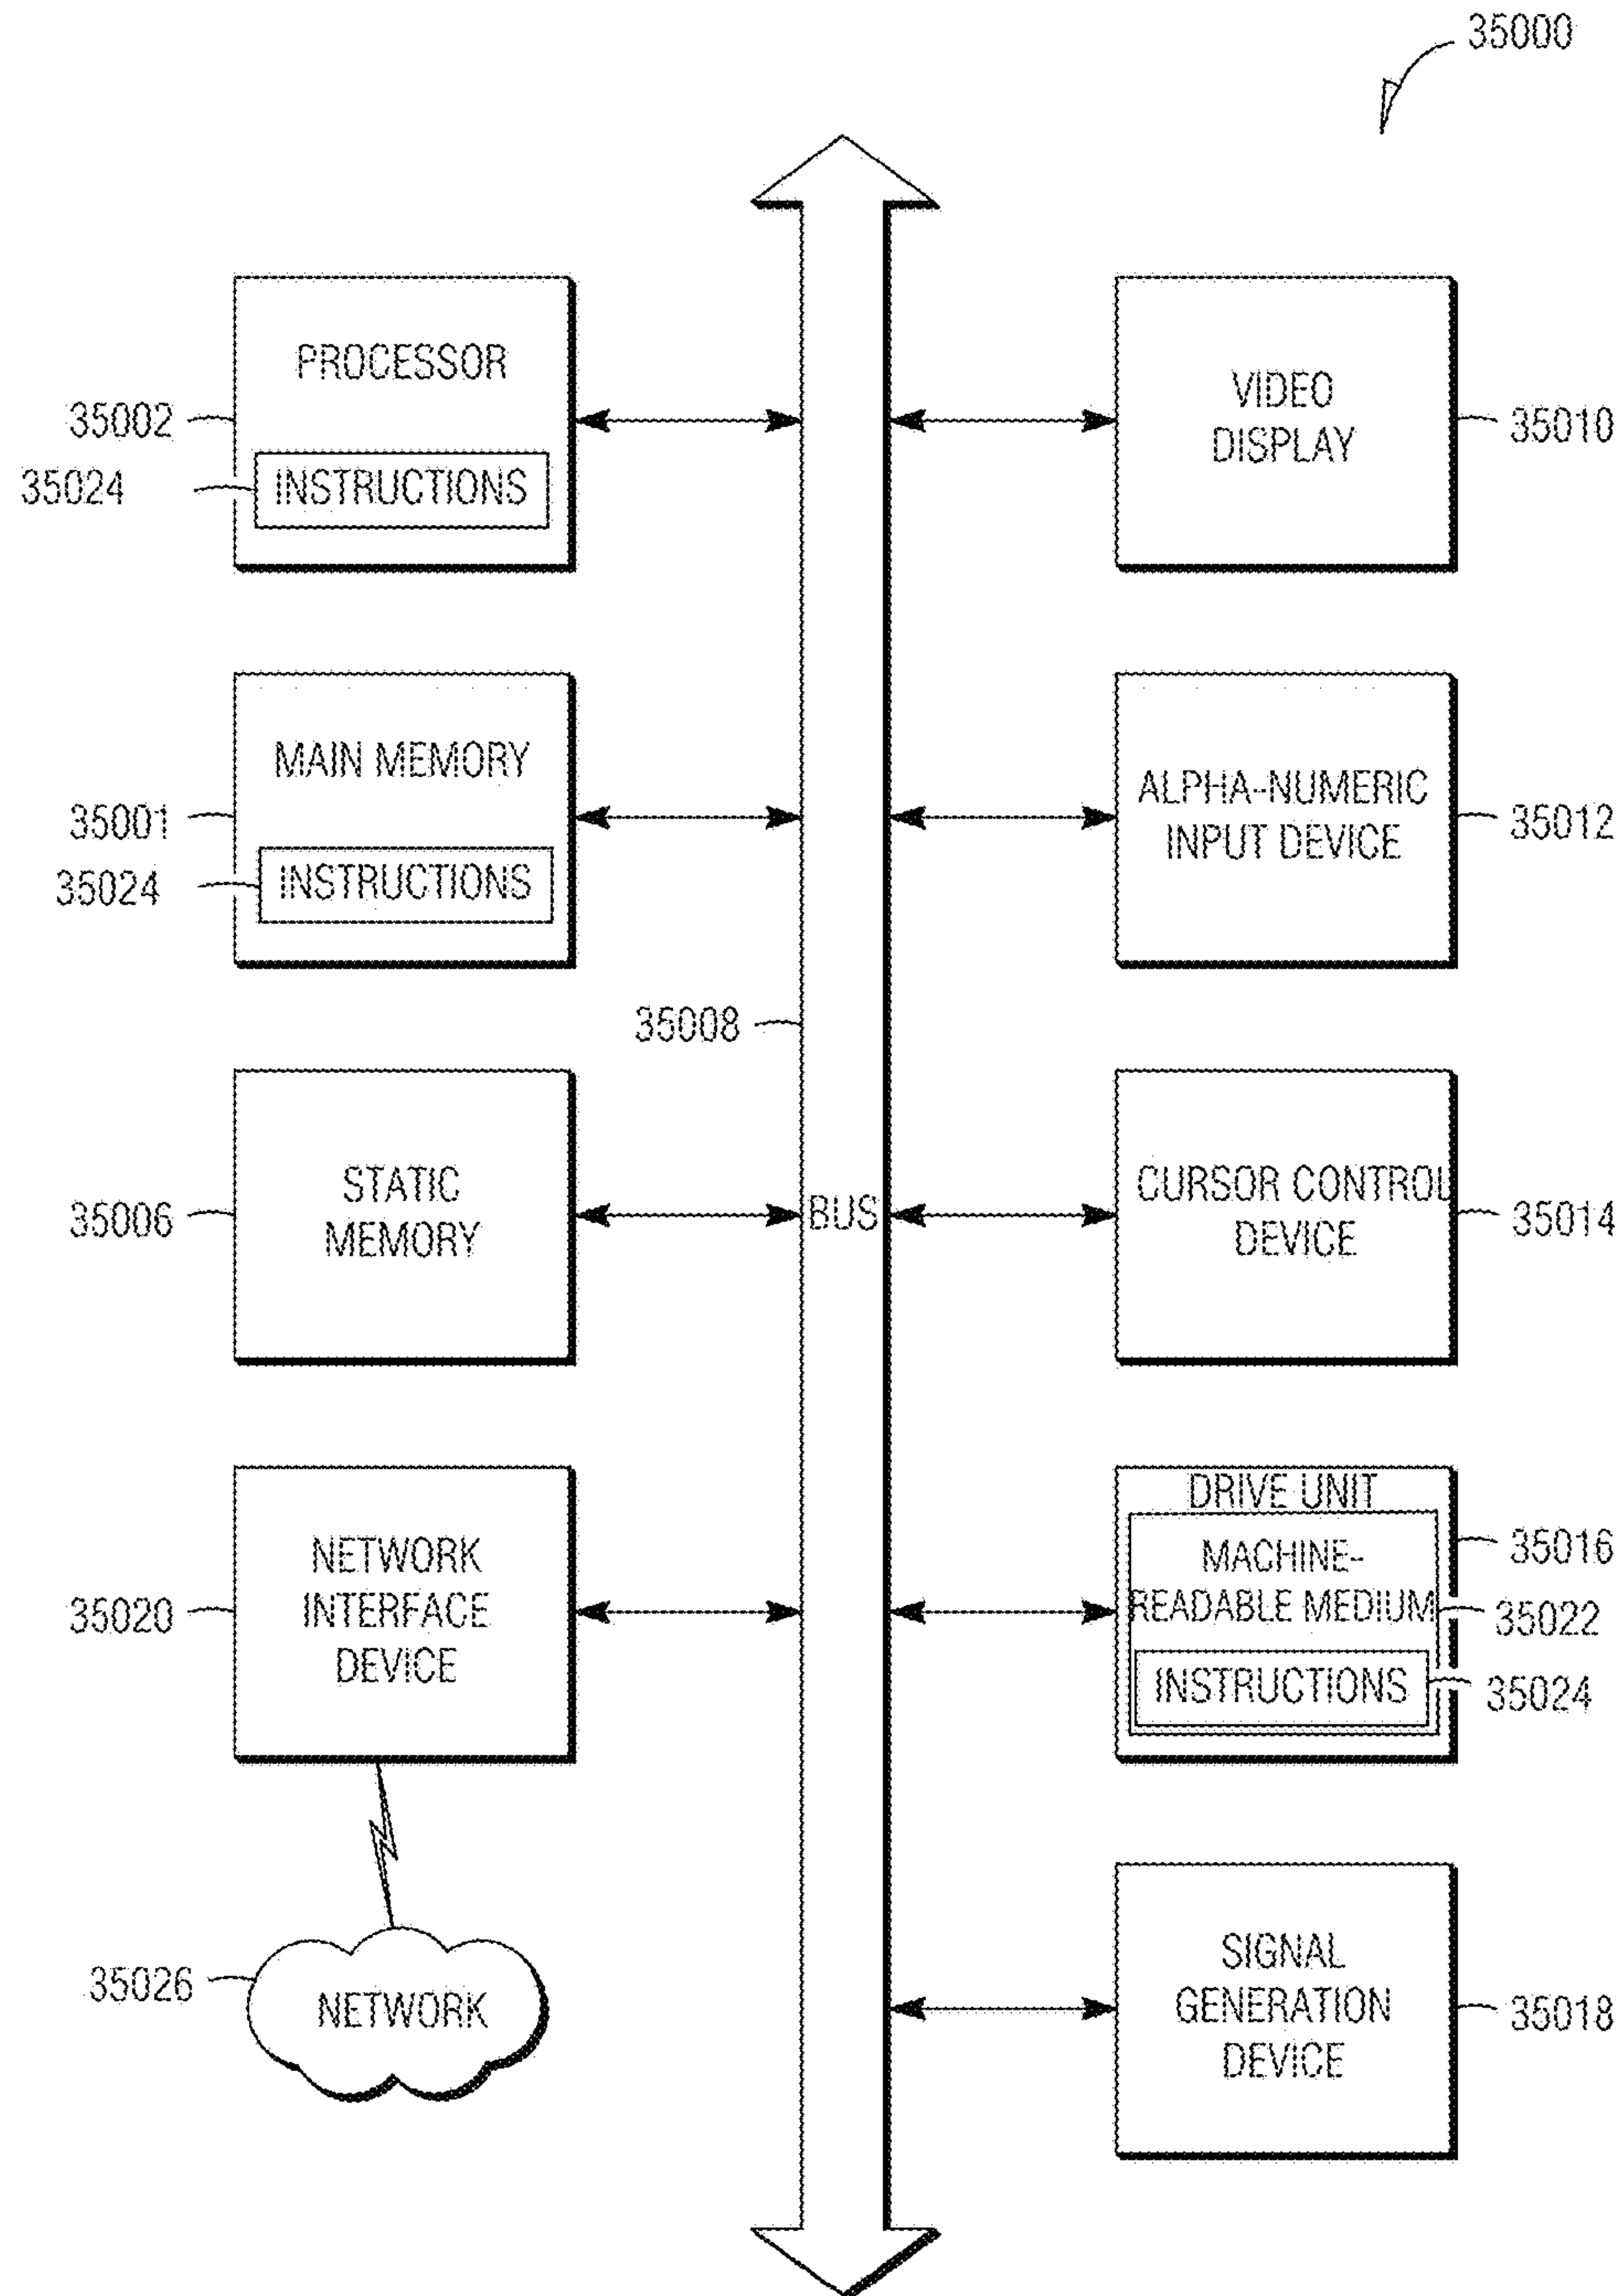 35000
PROCESSOR
35002
35024
INSTRUCTIONS
VIDEO
DISPLAY
35010
MAIN MEMORY
35001
35024
INSTRUCTIONS
ALPHA-NUMERIC
INPUT DEVICE
35012
35008
STATIC
MEMORY
35006
BUS
CURSOR CONTROL
DEVICE
35014
NETWORK
INTERFACE
DEVICE
35020
DRIVE UNIT
35016
MACHINE-
READABLE MEDIUM
35022
INSTRUCTIONS
35024
35026
NETWORK
SIGNAL
GENERATION
DEVICE
35018